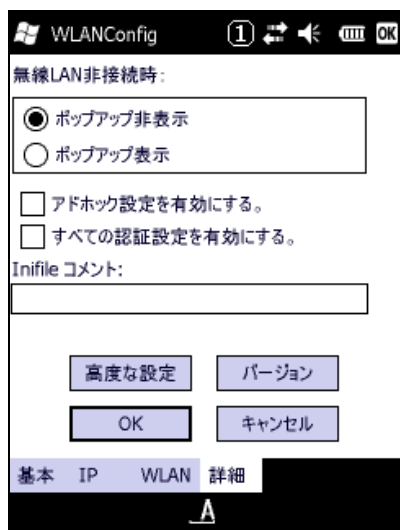 WLANConfig 1 OK
無線LAN非接続時:
ポップアップ非表示
ポップアップ表示
アドホック設定を有効にする。
すべての認証設定を有効にする。
Inifile コメント:
高度な設定 バージョン
OK キャンセル
基本 IP WLAN 詳細
A